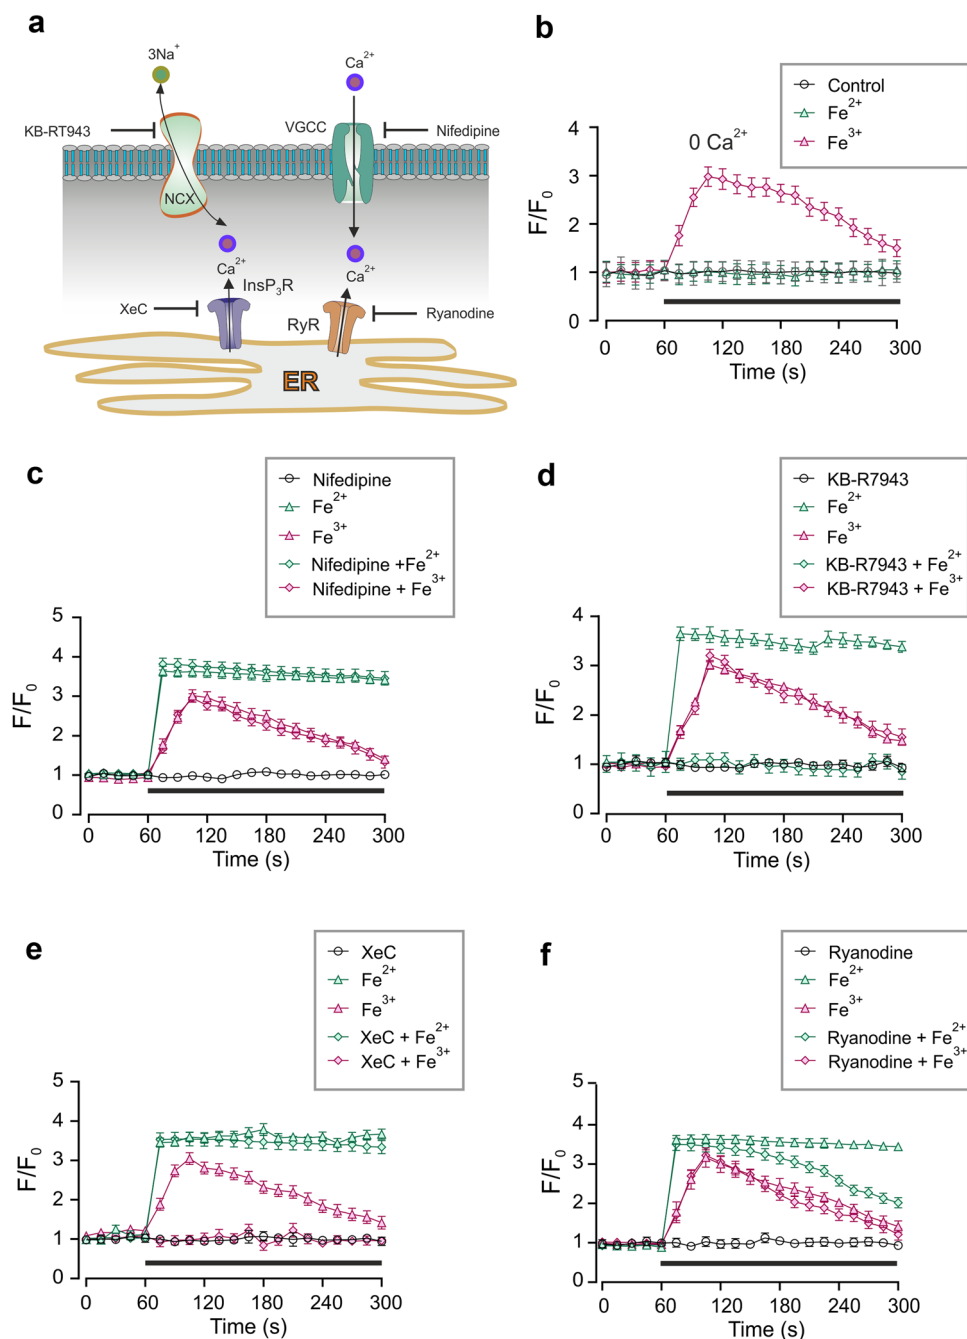 a
3Na⁺
Ca²⁺
KB-RT943
VGCC
Nifedipine
NCX
Ca²⁺
InsP₃R
Ca²⁺
XeC
RyR
Ryanodine
ER
b
Control
Fe²⁺
Fe³⁺
0 Ca²⁺
F/F₀
4
3
2
1
0
0 60 120 180 240 300
Time (s)
c
Nifedipine
Fe²⁺
Fe³⁺
Nifedipine +Fe²⁺
Nifedipine + Fe³⁺
F/F₀
5
4
3
2
1
0
0 60 120 180 240 300
Time (s)
d
KB-R7943
Fe²⁺
Fe³⁺
KB-R7943 + Fe²⁺
KB-R7943 + Fe³⁺
F/F₀
4
3
2
1
0
0 60 120 180 240 300
Time (s)
e
XeC
Fe²⁺
Fe³⁺
XeC + Fe²⁺
XeC + Fe³⁺
F/F₀
5
4
3
2
1
0
0 60 120 180 240 300
Time (s)
f
Ryanodine
Fe²⁺
Fe³⁺
Ryanodine + Fe²⁺
Ryanodine + Fe³⁺
F/F₀
5
4
3
2
1
0
0 60 120 180 240 300
Time (s)